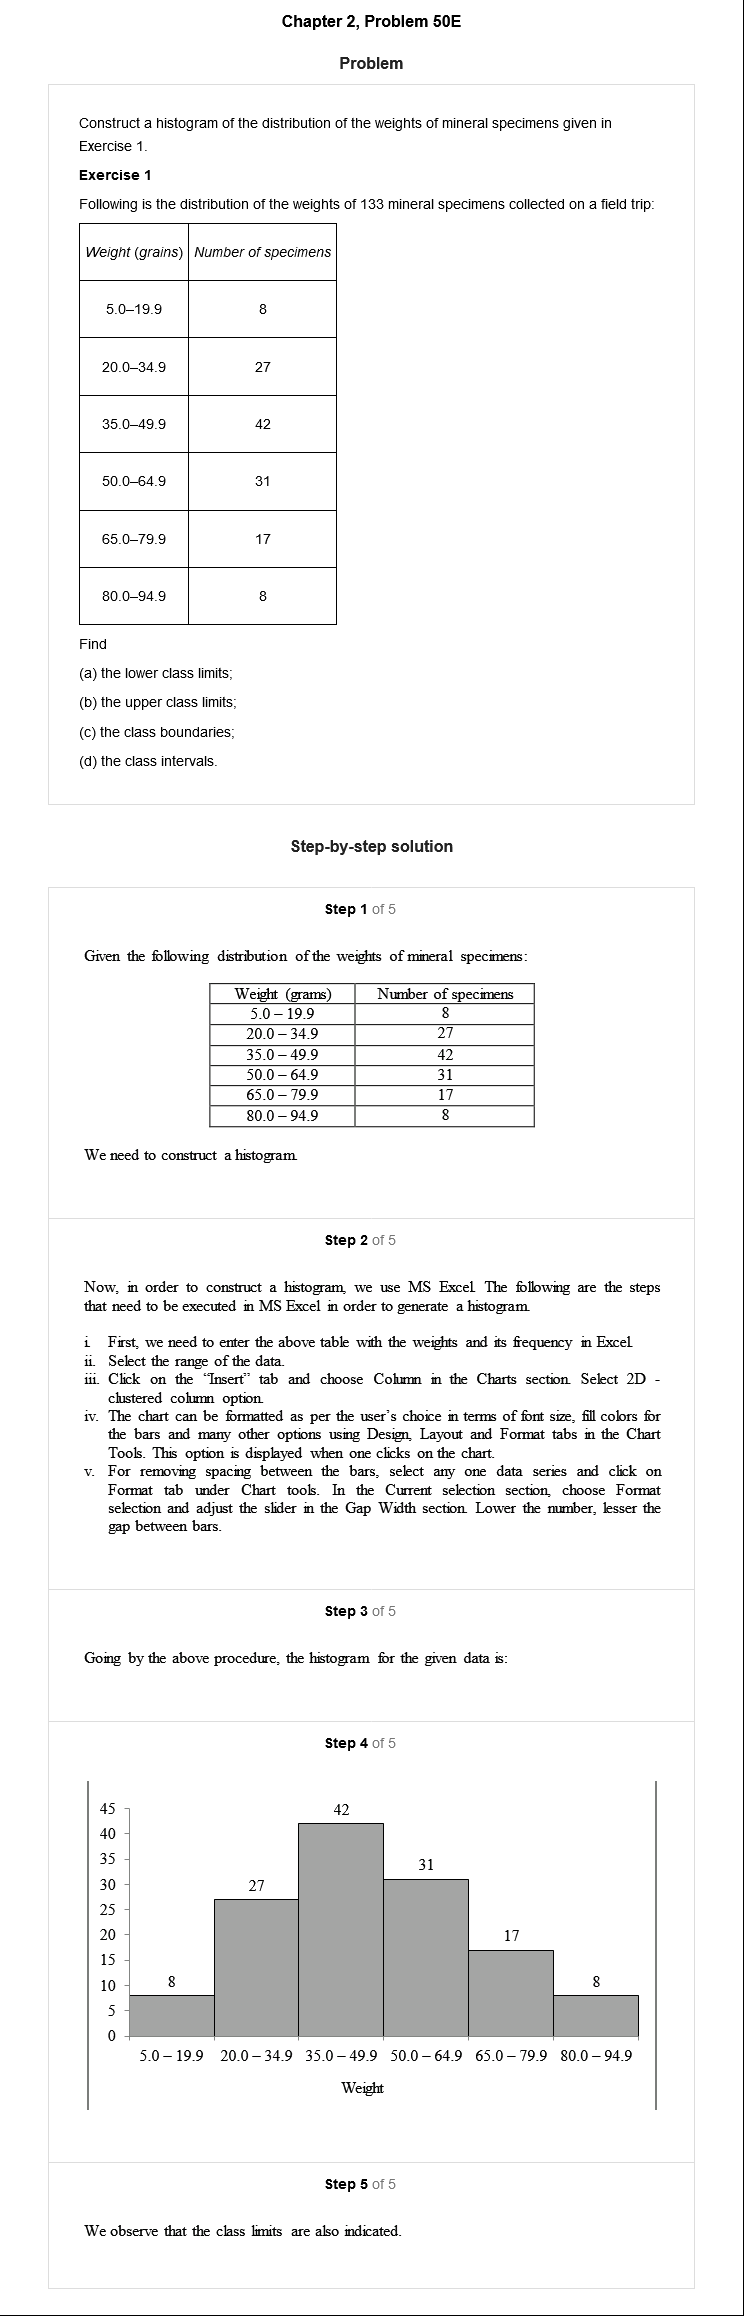 Chapter 2, Problem 50E
Problem
Construct a histogram of the distribution of the weights of mineral specimens given in
Exercise 1.
Exercise 1
Following is the distribution of the weights of 133 mineral specimens collected on a field trip:
Weight (grains) Number of specimens
5.0–19.9 8
20.0–34.9 27
35.0–49.9 42
50.0–64.9 31
65.0–79.9 17
80.0–94.9 8
Find
(a) the lower class limits;
(b) the upper class limits;
(c) the class boundaries;
(d) the class intervals.
Step-by-step solution
Step 1 of 5
Given the following distribution of the weights of mineral specimens:
Weight (grams) Number of specimens
5.0 – 19.9 8
20.0 – 34.9 27
35.0 – 49.9 42
50.0 – 64.9 31
65.0 – 79.9 17
80.0 – 94.9 8
We need to construct a histogram.
Step 2 of 5
Now, in order to construct a histogram, we use MS Excel. The following are the steps
that need to be executed in MS Excel in order to generate a histogram.
i. First, we need to enter the above table with the weights and its frequency in Excel.
ii. Select the range of the data.
iii. Click on the “Insert” tab and choose Column in the Charts section. Select 2D -
clustered column option.
iv. The chart can be formatted as per the user’s choice in terms of font size, fill colors for
the bars and many other options using Design, Layout and Format tabs in the Chart
Tools. This option is displayed when one clicks on the chart.
v. For removing spacing between the bars, select any one data series and click on
Format tab under Chart tools. In the Current selection section, choose Format
selection and adjust the slider in the Gap Width section. Lower the number, lesser the
gap between bars.
Step 3 of 5
Going by the above procedure, the histogram for the given data is:
Step 4 of 5
45
40
35
30
25
20
15
10
5
0
8
27
42
31
17
8
5.0 – 19.9 20.0 – 34.9 35.0 – 49.9 50.0 – 64.9 65.0 – 79.9 80.0 – 94.9
Weight
Step 5 of 5
We observe that the class limits are also indicated.